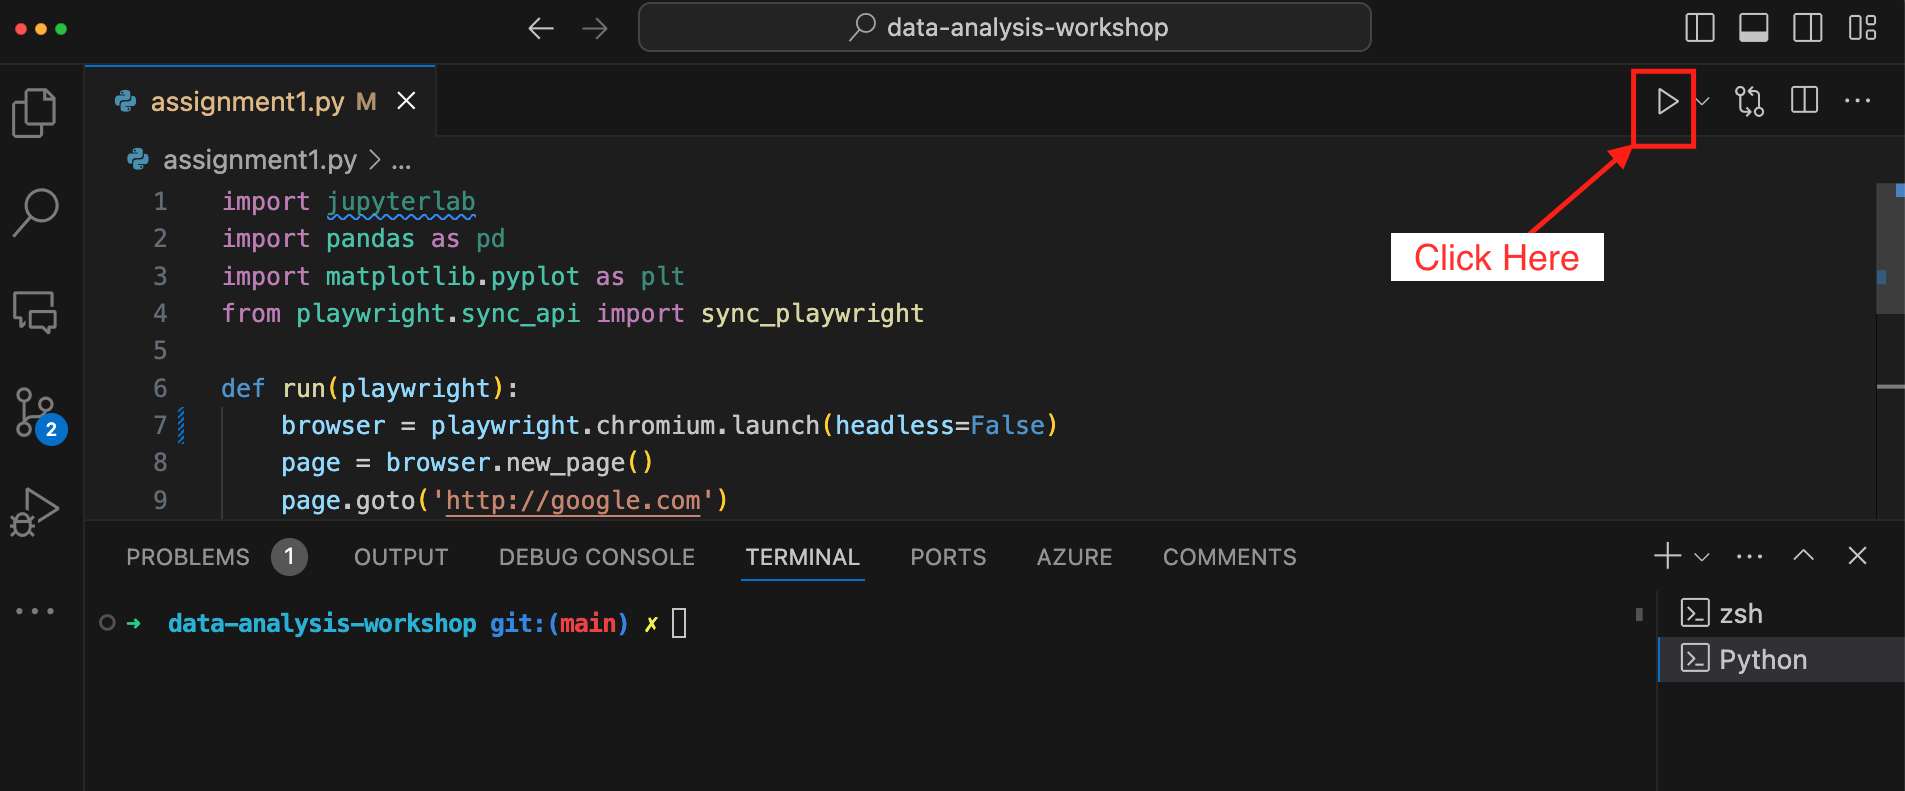 data-analysis-workshop
assignment1.py M
assignment1.py > ...
Click Here
1 import jupyterlab
2 import pandas as pd
3 import matplotlib.pyplot as plt
4 from playwright.sync_api import sync_playwright
5
6 def run(playwright):
7 browser = playwright.chromium.launch(headless=False)
8 page = browser.new_page()
9 page.goto('http://google.com')
2
PROBLEMS 1 OUTPUT DEBUG CONSOLE TERMINAL PORTS AZURE COMMENTS
data-analysis-workshop git:(main) ✗
zsh
Python